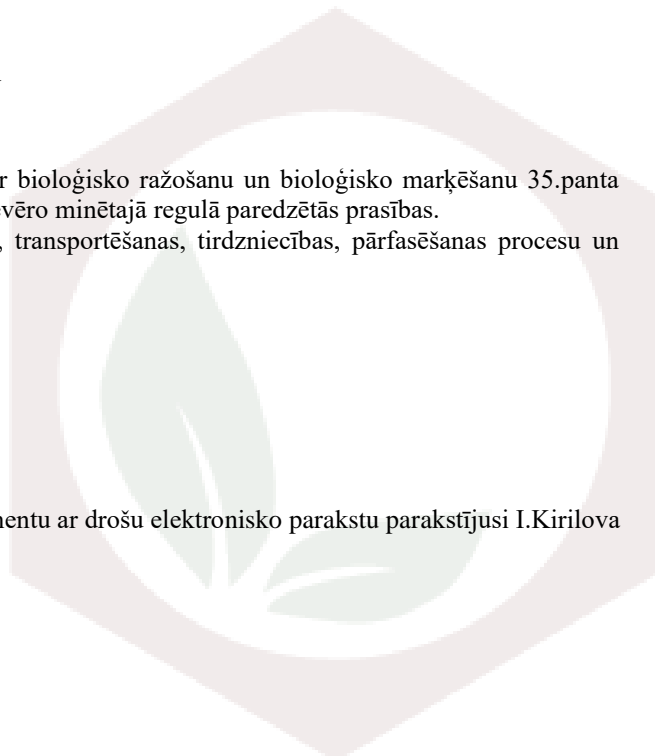 r bioloģisko ražošanu un bioloģisko marķēšanu 35.panta
vēro minētajā regulā paredzētās prasības.
, transportēšanas, tirdzniecības, pārfasēšanas procesu un
entu ar drošu elektronisko parakstu parakstījusi I.Kirilova